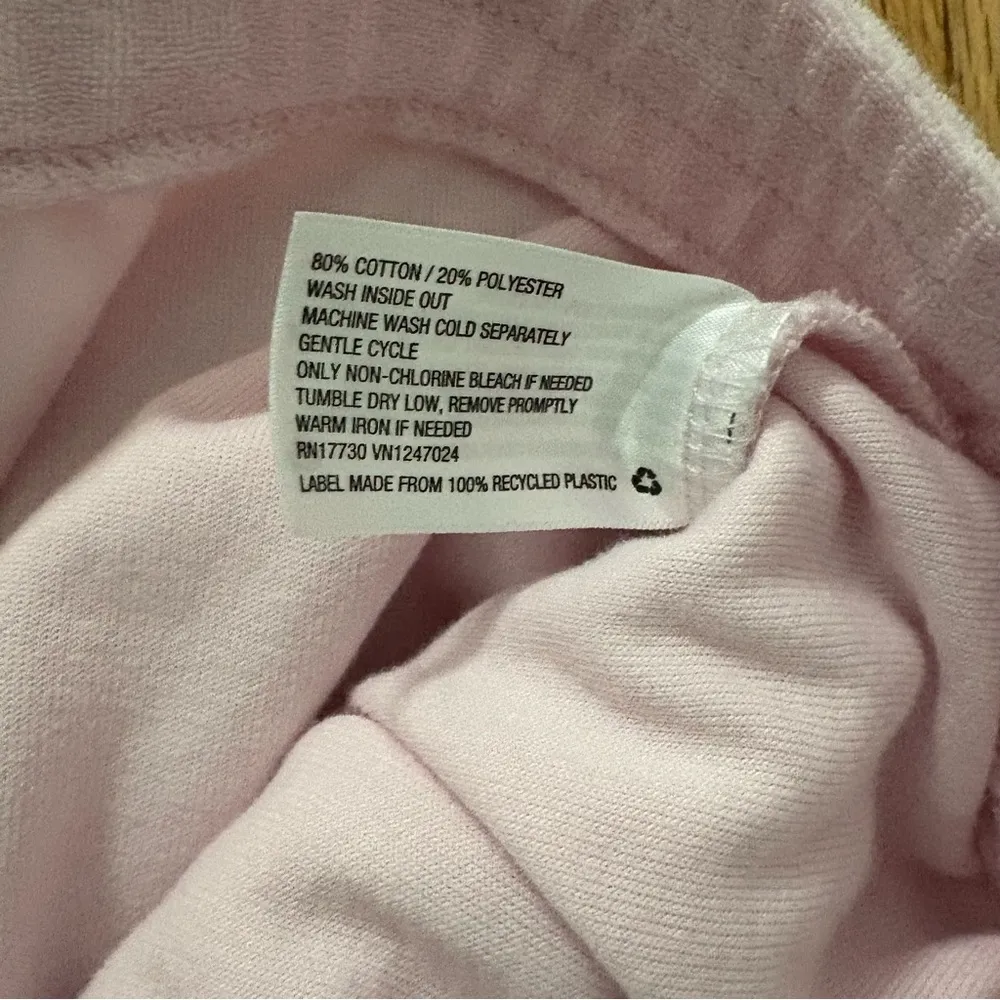 80% COTTON / 20% POLYESTER
WASH INSIDE OUT
MACHINE WASH COLD SEPARATELY
GENTLE CYCLE
ONLY NON-CHLORINE BLEACH IF NEEDED
TUMBLE DRY LOW, REMOVE PROMPTLY
WARM IRON IF NEEDED
RN17730 VN1247024
LABEL MADE FROM 100% RECYCLED PLASTIC